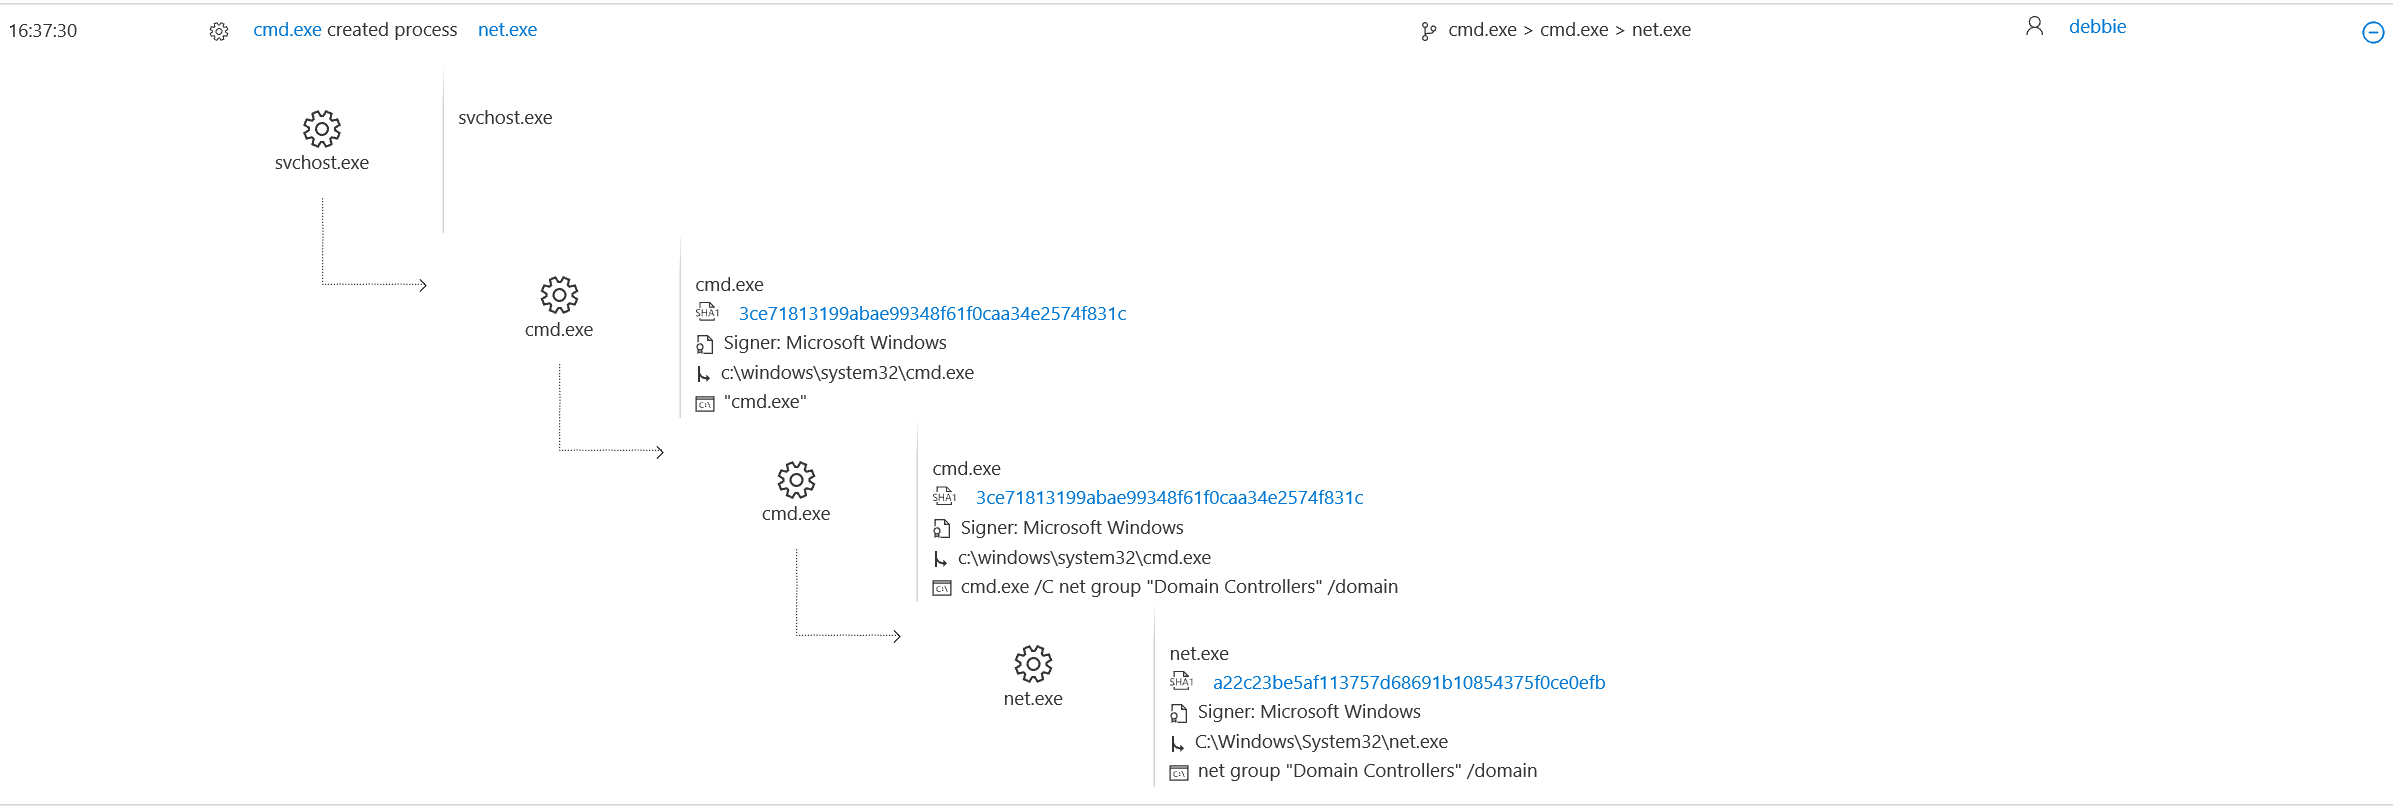 16:37:30 cmd.exe created process net.exe cmd.exe > cmd.exe > net.exe debbie
svchost.exe
svchost.exe
cmd.exe
SHA1 3ce71813199abae99348f61f0caa34e2574f831c
Signer: Microsoft Windows
cmd.exe
c:\windows\system32\cmd.exe
C:\ "cmd.exe"
cmd.exe
SHA1 3ce71813199abae99348f61f0caa34e2574f831c
cmd.exe
Signer: Microsoft Windows
c:\windows\system32\cmd.exe
C:\ cmd.exe /C net group "Domain Controllers" /domain
net.exe
SHA1 a22c23be5af113757d68691b10854375f0ce0efb
net.exe
Signer: Microsoft Windows
C:\Windows\System32\net.exe
C:\ net group "Domain Controllers" /domain